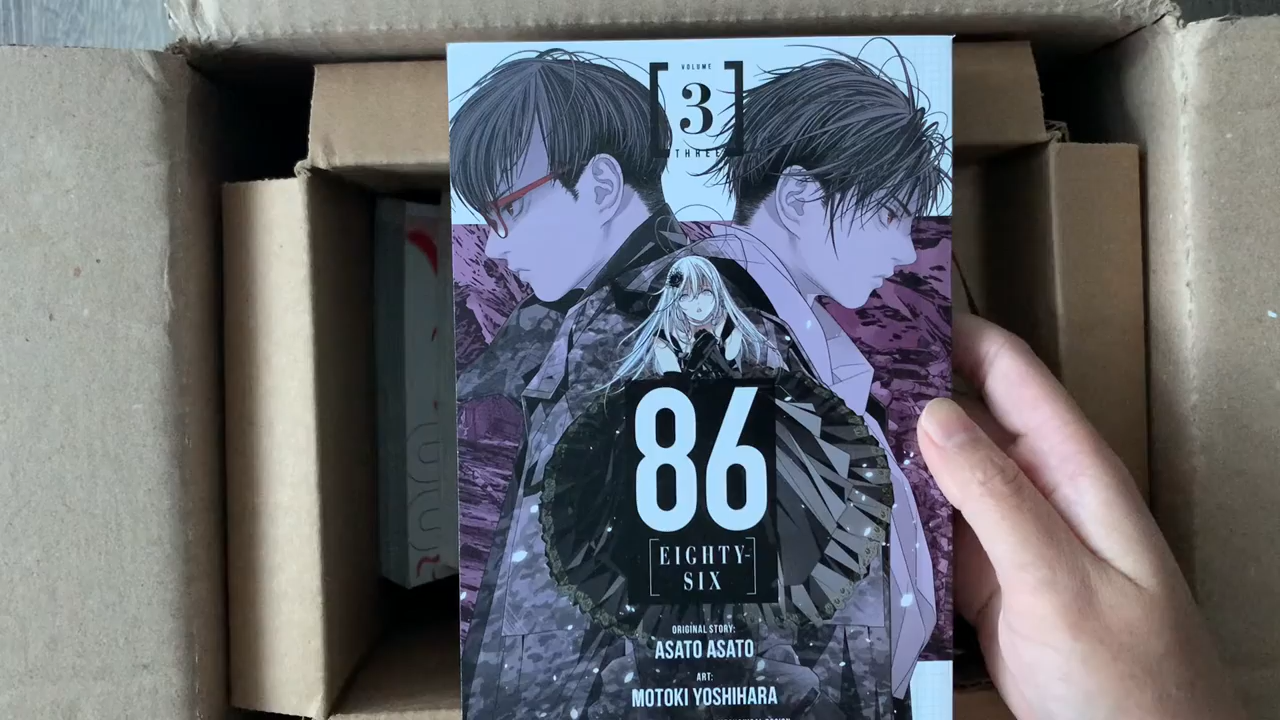 VOLUME
3
THREE
86
EIGHTY-
SIX
ORIGINAL STORY:
ASATO ASATO
ART:
MOTOKI YOSHIHARA